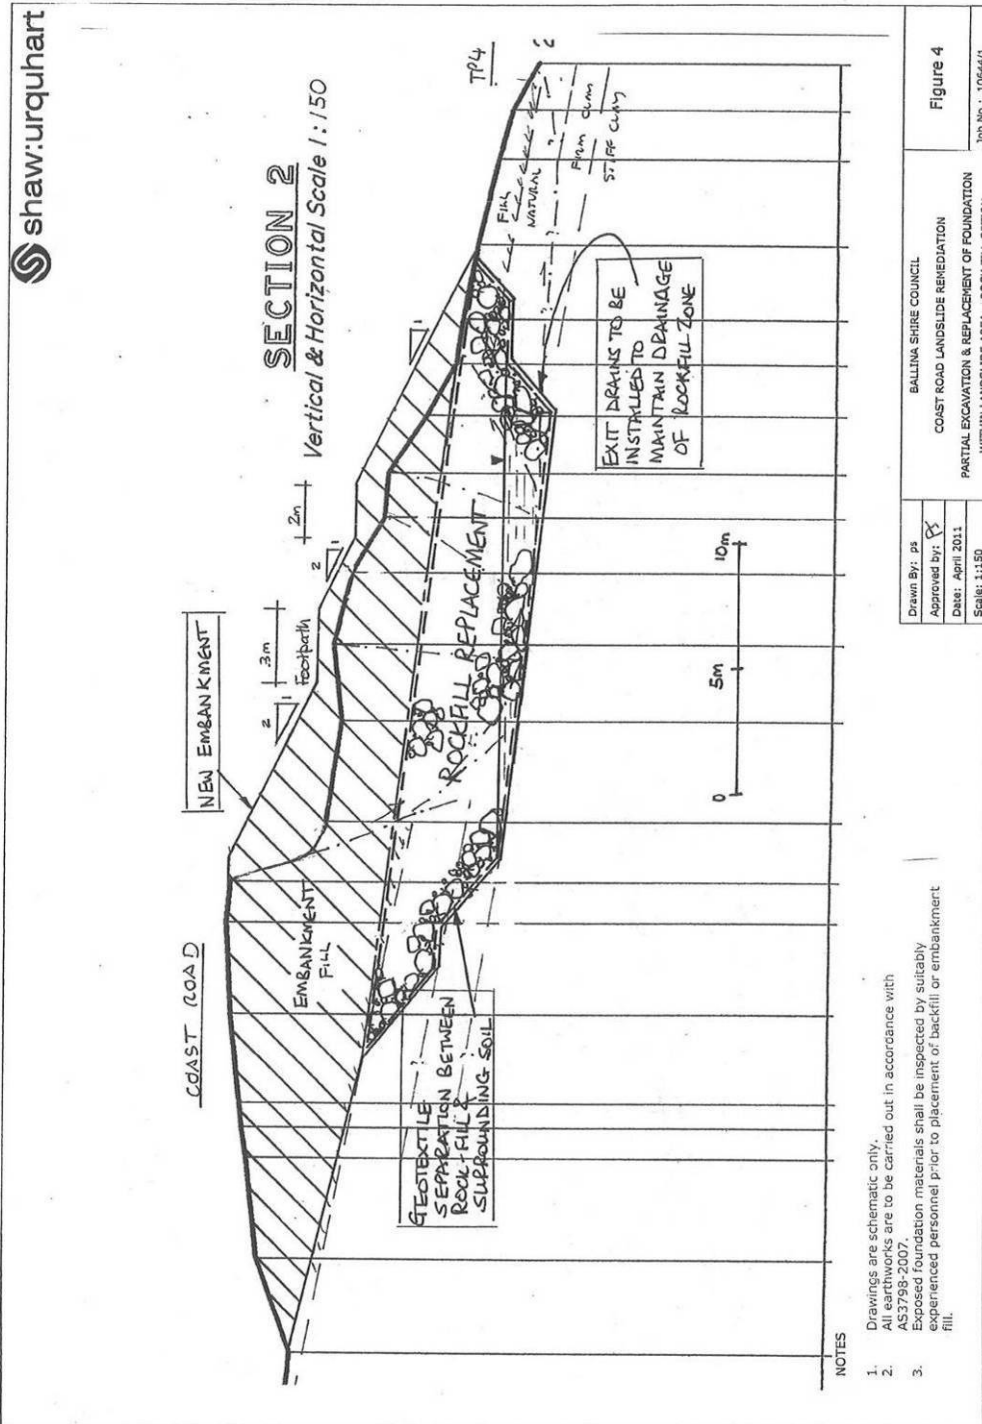 shaw:urquhart
SECTION 2
Vertical & Horizontal Scale 1:150
COAST ROAD
NEW EMBANKMENT
2
1
3m
Footpath
2
1
2m
1
TP4
2
EMBANKMENT
FILL
ROCKFILL REPLACEMENT
FILL
NATURAL
FIRM CLAY
STIFF CLAY
?
?
?
GEOTEXTILE
SEPARATION BETWEEN
ROCK-FILL &
SURROUNDING SOIL
EXIT DRAINS TO BE
INSTALLED TO
MAINTAIN DRAINAGE
OF ROCKFILL ZONE
0
5m
10m
NOTES
1. Drawings are schematic only.
2. All earthworks are to be carried out in accordance with
AS3798-2007.
3. Exposed foundation materials shall be inspected by suitably
experienced personnel prior to placement of backfill or embankment
fill.
Drawn By: ps
Approved by: PS
Date: April 2011
Scale: 1:150
BALLINA SHIRE COUNCIL
COAST ROAD LANDSLIDE REMEDIATION
PARTIAL EXCAVATION & REPLACEMENT OF FOUNDATION
Figure 4